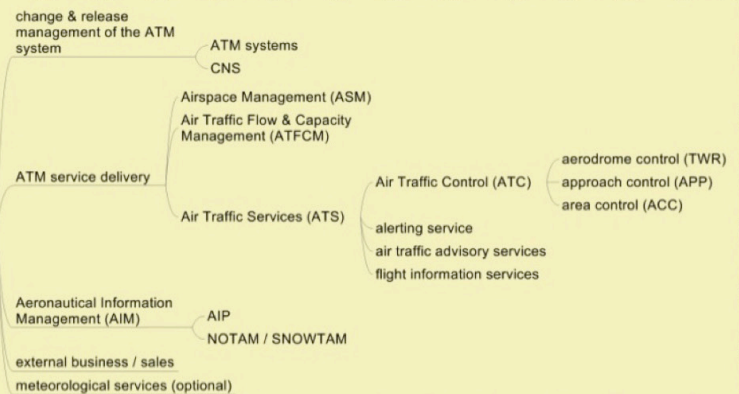 change & release
management of the ATM
system
ATM systems
CNS
Airspace Management (ASM)
Air Traffic Flow & Capacity
Management (ATFCM)
ATM service delivery
Air Traffic Services (ATS)
Air Traffic Control (ATC)
aerodrome control (TWR)
approach control (APP)
area control (ACC)
alerting service
air traffic advisory services
flight information services
Aeronautical Information
Management (AIM)
AIP
NOTAM / SNOWTAM
external business / sales
meteorological services (optional)